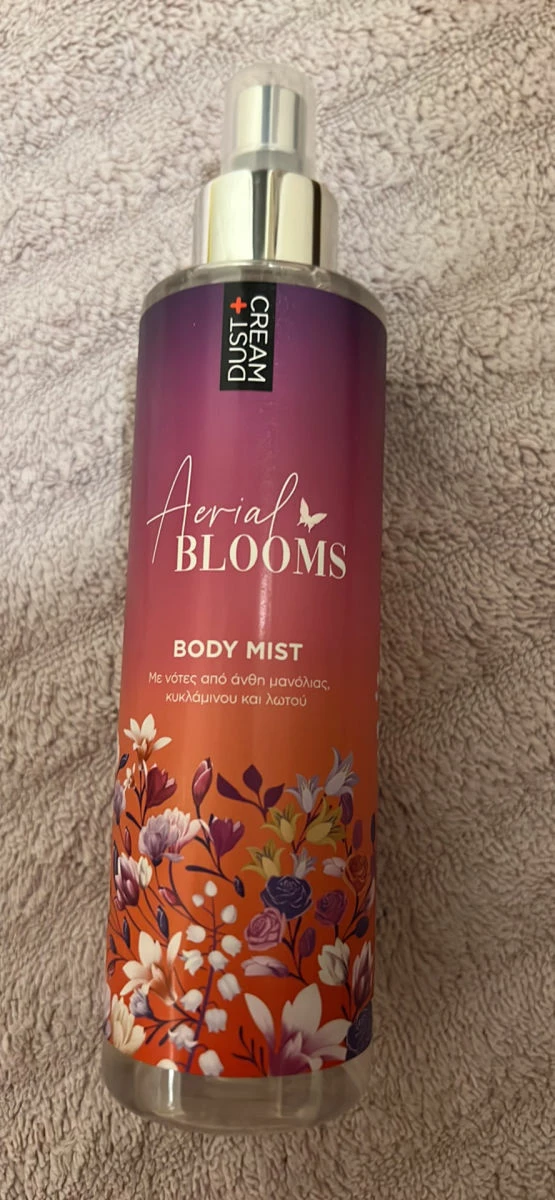 CREAM
+
DUST
Aerial
BLOOMS
BODY MIST
Με νότες από άνθη μανόλιας,
κυκλάμινου και λωτού